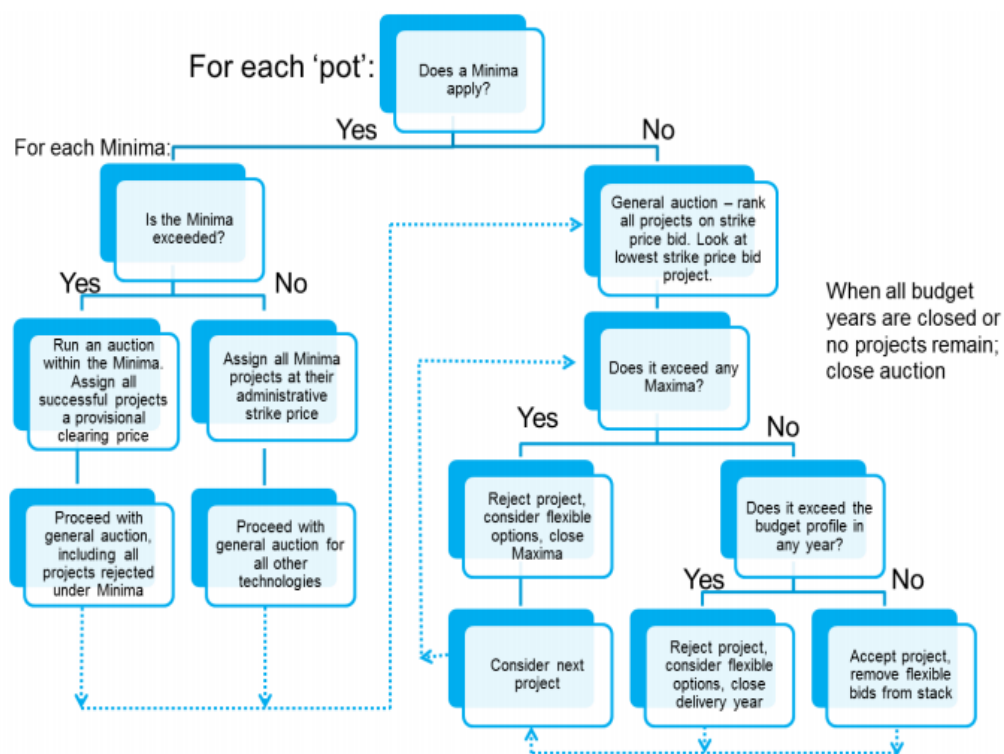 For each ‘pot’:
Does a Minima
apply?
Yes
No
For each Minima:
Is the Minima
exceeded?
General auction – rank
all projects on strike
price bid. Look at
lowest strike price bid
project.
Yes
No
When all budget
years are closed or
no projects remain;
close auction
Run an auction
within the Minima.
Assign all
successful projects
a provisional
clearing price
Assign all Minima
projects at their
administrative
strike price
Does it exceed any
Maxima?
Yes
No
Proceed with
general auction,
including all
projects rejected
under Minima
Proceed with
general auction for
all other
technologies
Reject project,
consider flexible
options, close
Maxima
Does it exceed the
budget profile in
any year?
Yes
No
Consider next
project
Reject project,
consider flexible
options, close
delivery year
Accept project,
remove flexible
bids from stack